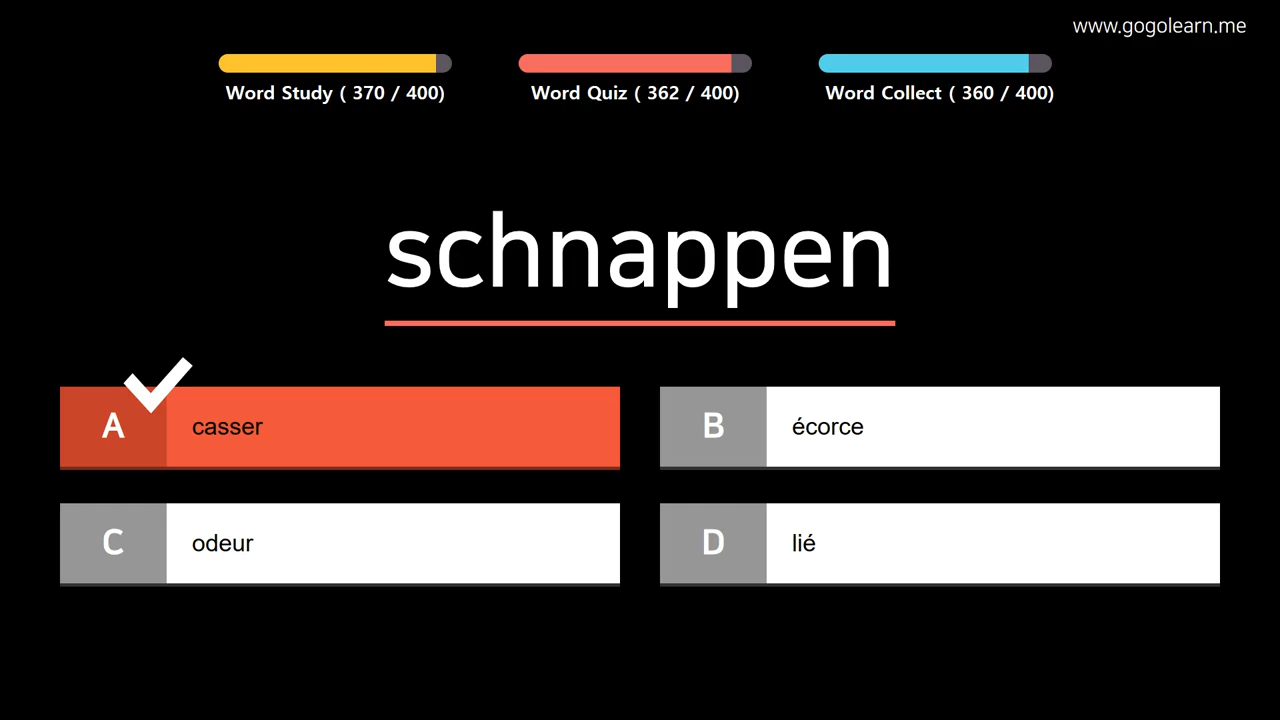 www.gogolearn.me
Word Study ( 370 / 400)
Word Quiz ( 362 / 400)
Word Collect ( 360 / 400)
schnappen
A casser
B écorce
C odeur
D lié